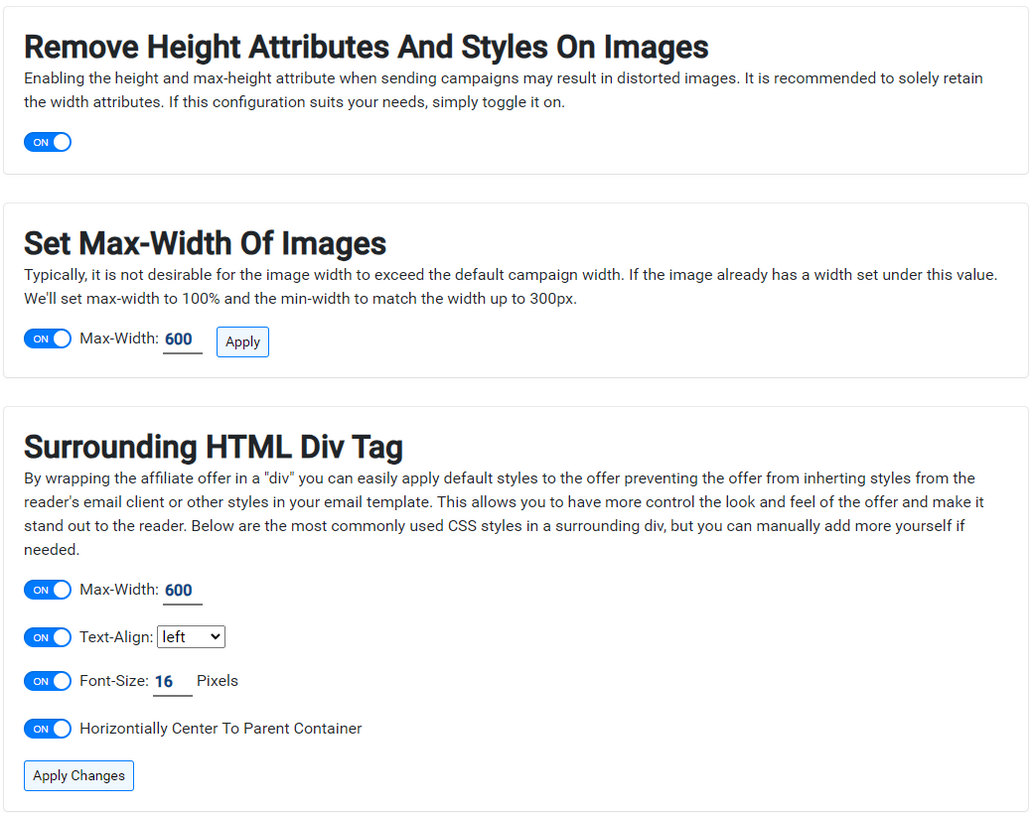 Remove Height Attributes And Styles On Images
Enabling the height and max-height attribute when sending campaigns may result in distorted images. It is recommended to solely retain
the width attributes. If this configuration suits your needs, simply toggle it on.
ON
Set Max-Width Of Images
Typically, it is not desirable for the image width to exceed the default campaign width. If the image already has a width set under this value.
We'll set max-width to 100% and the min-width to match the width up to 300px.
ON Max-Width: 600 Apply
Surrounding HTML Div Tag
By wrapping the affiliate offer in a "div" you can easily apply default styles to the offer preventing the offer from inherting styles from the
reader's email client or other styles in your email template. This allows you to have more control the look and feel of the offer and make it
stand out to the reader. Below are the most commonly used CSS styles in a surrounding div, but you can manually add more yourself if
needed.
ON Max-Width: 600
ON Text-Align: left
ON Font-Size: 16 Pixels
ON Horizontially Center To Parent Container
Apply Changes